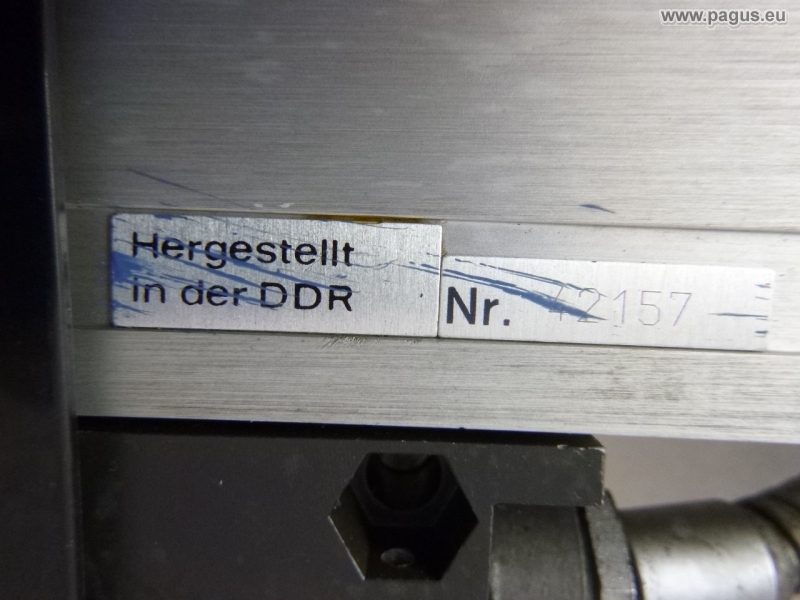 www.pagus.eu
Hergestellt
in der DDR
Nr. 42157